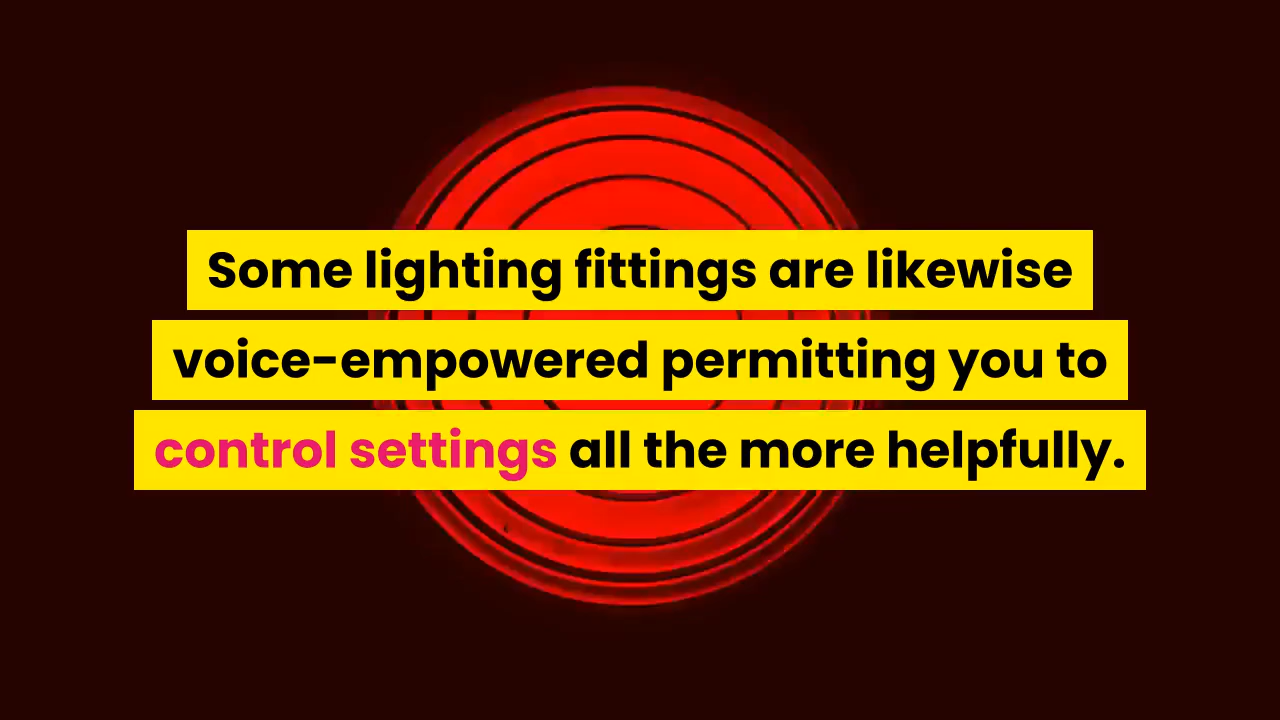 Some lighting fittings are likewise
voice-empowered permitting you to
control settings all the more helpfully.